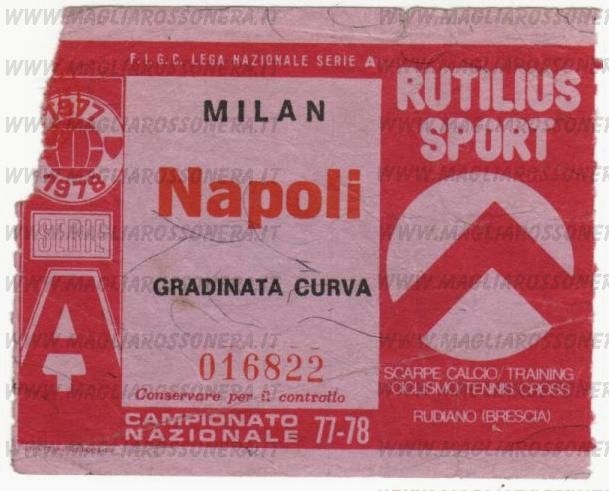 F.I.G.C. LEGA NAZIONALE SERIE A
MILAN
Napoli
GRADINATA CURVA
016822
Conservare per il controllo
CAMPIONATO
NAZIONALE 77-78
1977
1978
SERIE
A
RUTILIUS
SPORT
SCARPE CALCIO/TRAINING
CICLISMO/TENNIS/CROSS
RUDIANO (BRESCIA)
WWW.MAGLIAROSSONERA.IT